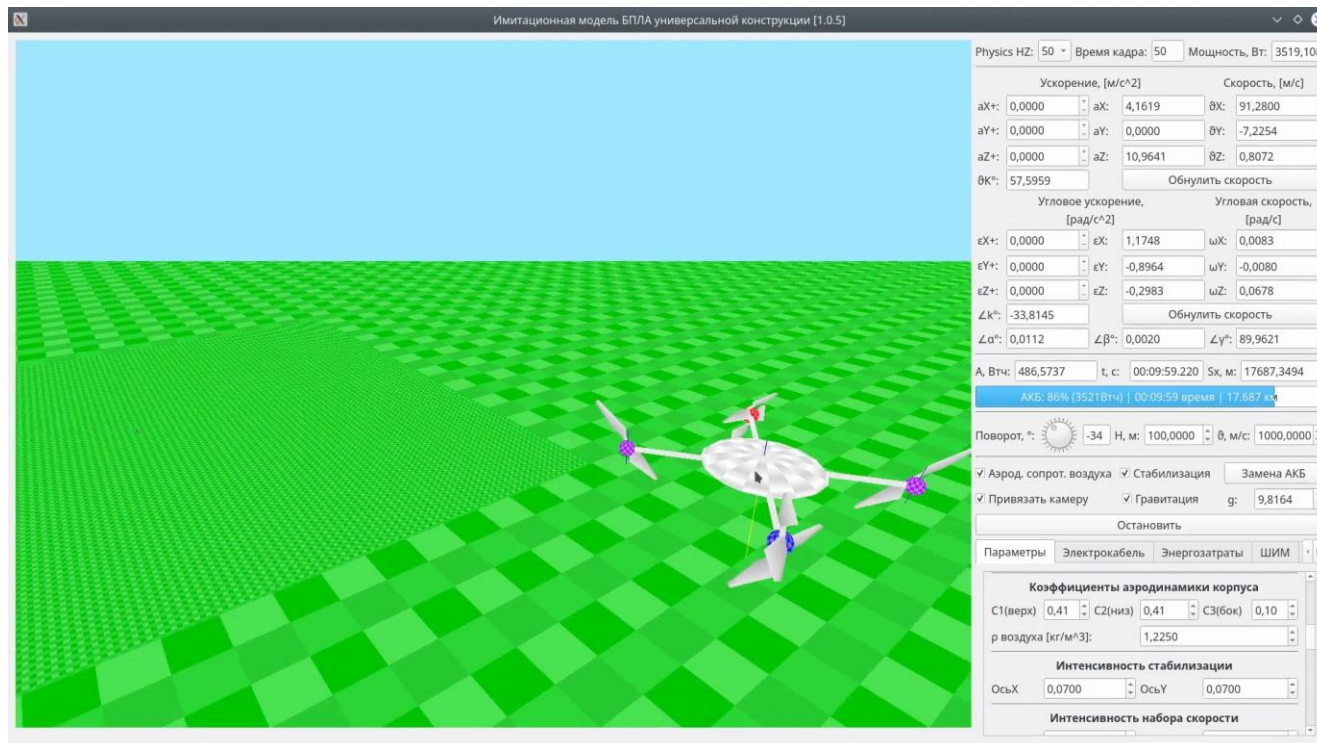 Имитационная модель БПЛА универсальной конструкции [1.0.5]
Physics HZ: 50 Время кадра: 50 Мощность, Вт: 3519,108
Ускорение, [м/с^2] Скорость, [м/с]
aX+: 0,0000 aX: 4,1619 ϑX: 91,2800
aY+: 0,0000 aY: 0,0000 ϑY: -7,2254
aZ+: 0,0000 aZ: 10,9641 ϑZ: 0,8072
ϑK°: 57,5959 Обнулить скорость
Угловое ускорение, Угловая скорость,
[рад/с^2] [рад/с]
εX+: 0,0000 εX: 1,1748 ωX: 0,0083
εY+: 0,0000 εY: -0,8964 ωY: -0,0080
εZ+: 0,0000 εZ: -0,2983 ωZ: 0,0678
∠k°: -33,8145 Обнулить скорость
∠α°: 0,0112 ∠β°: 0,0020 ∠γ°: 89,9621
A, Втч: 486,5737 t, с: 00:09:59.220 Sx, м: 17687,3494
АКБ: 86% (3521Втч) | 00:09:59 время | 17.687 км
Поворот, °: -34 H, м: 100,0000 ϑ, м/с: 1000,0000
Аэрод. сопрот. воздуха Стабилизация Замена АКБ
Привязать камеру Гравитация g: 9,8164
Остановить
Параметры Электрокабель Энергозатраты ШИМ
Коэффициенты аэродинамики корпуса
C1(верх) 0,41 C2(низ) 0,41 C3(бок) 0,10
ρ воздуха [кг/м^3]: 1,2250
Интенсивность стабилизации
ОсьX 0,0700 ОсьY 0,0700
Интенсивность набора скорости